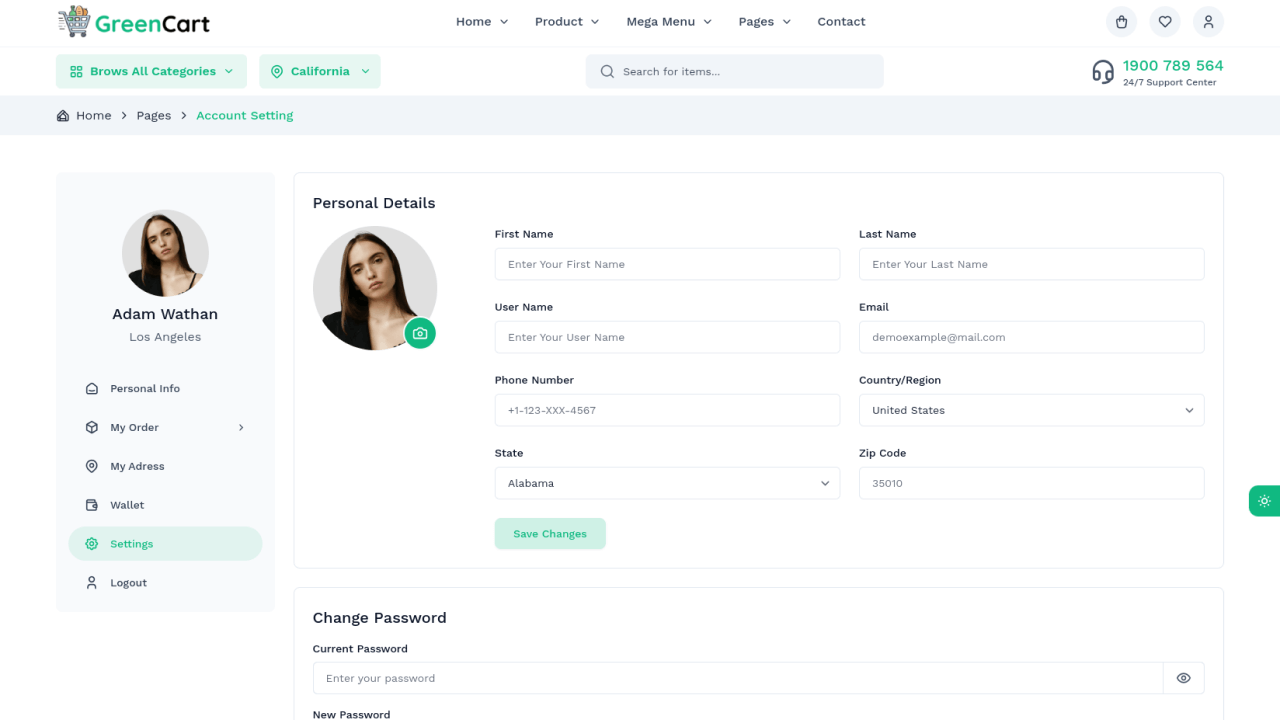 GreenCart
Home
Product
Mega Menu
Pages
Contact
Brows All Categories
California
Search for items...
1900 789 564
24/7 Support Center
Home
Pages
Account Setting
Adam Wathan
Los Angeles
Personal Info
My Order
My Adress
Wallet
Settings
Logout
Personal Details
First Name
Last Name
Enter Your First Name
Enter Your Last Name
User Name
Email
Enter Your User Name
demoexample@mail.com
Phone Number
Country/Region
+1-123-XXX-4567
United States
State
Zip Code
Alabama
35010
Save Changes
Change Password
Current Password
Enter your password
New Password